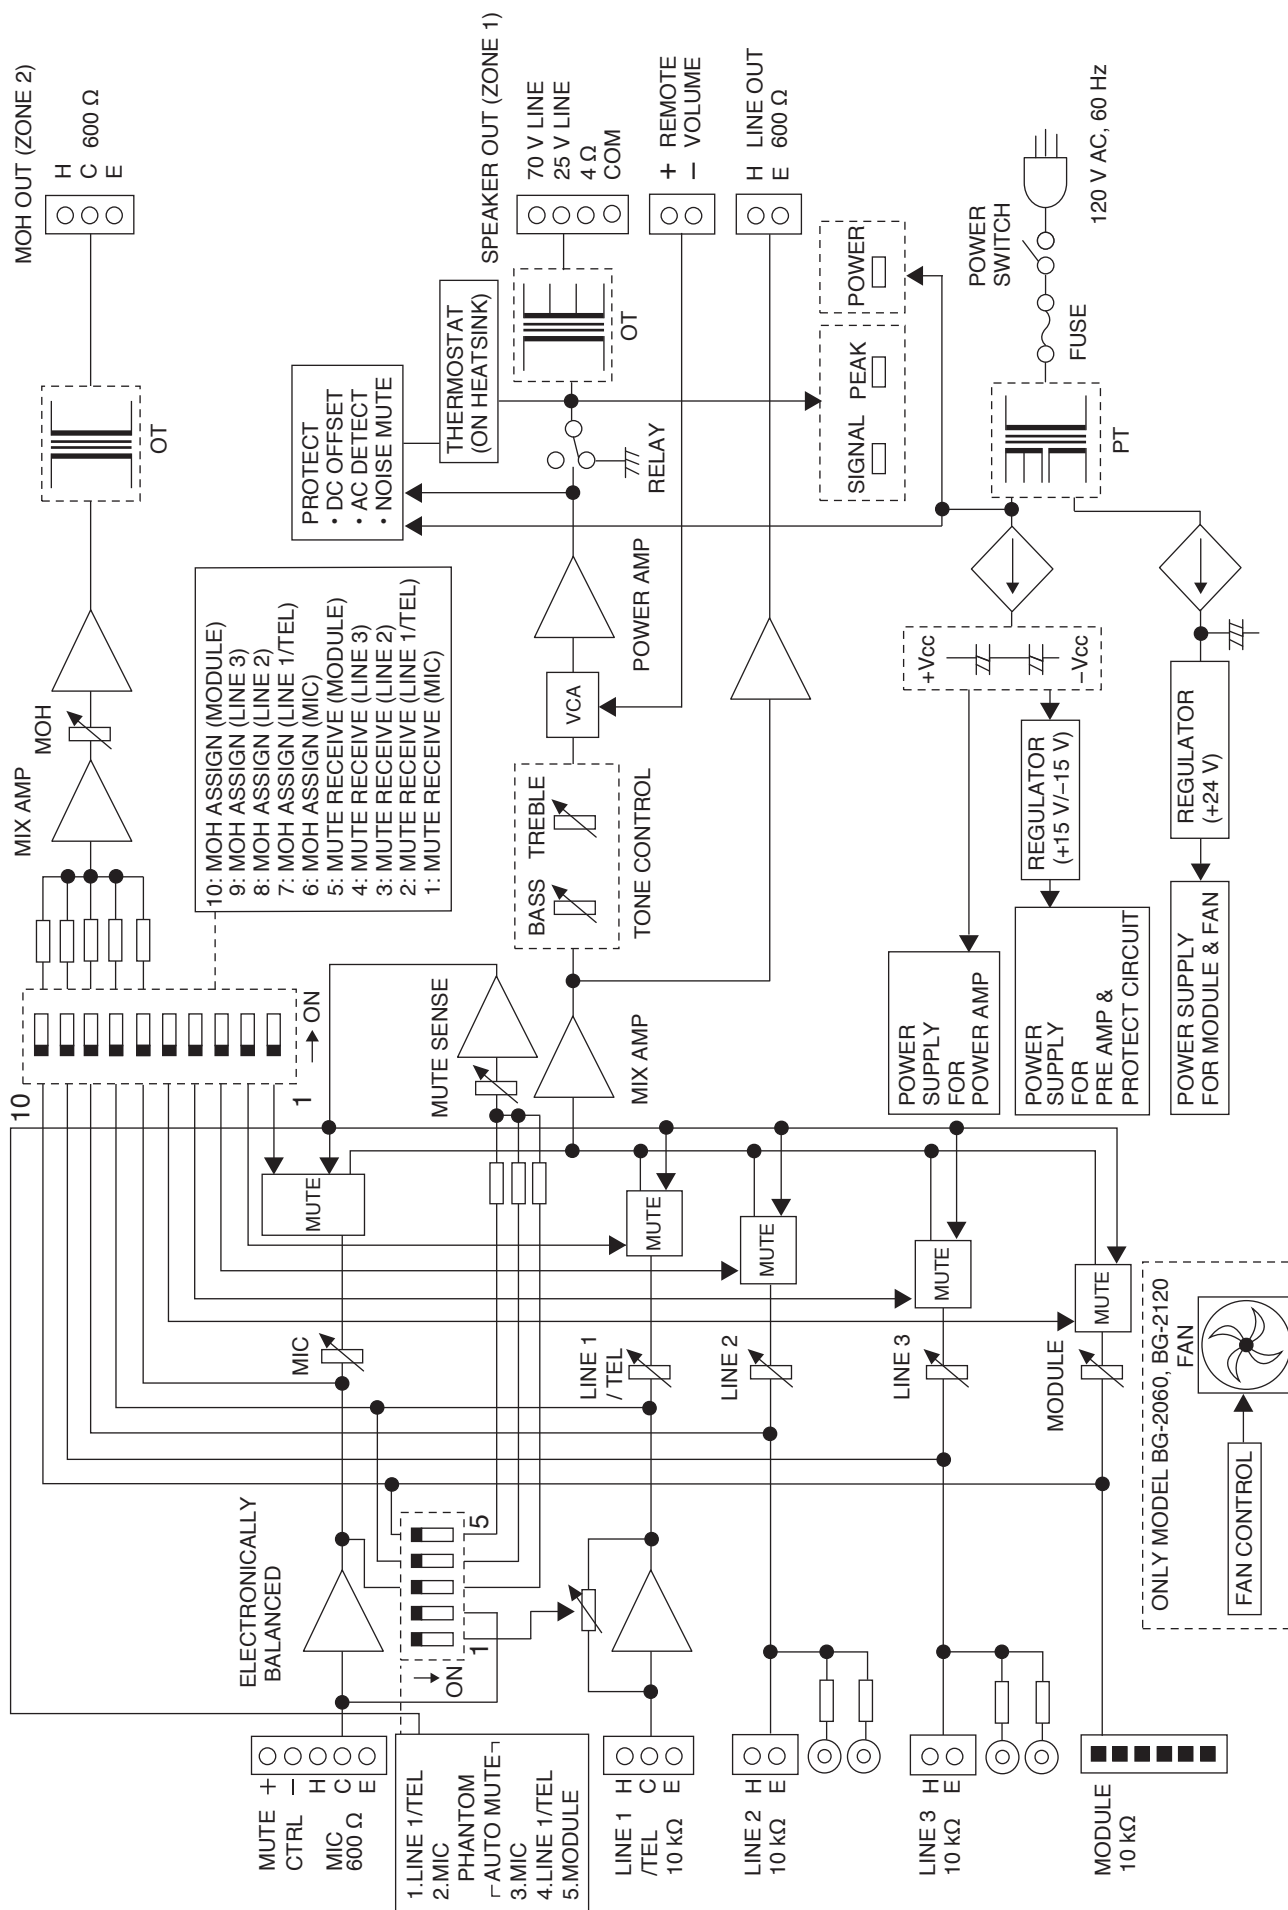 MUTE +
CTRL −
H
MIC C
600 Ω E
ELECTRONICALLY
BALANCED
1.LINE 1/TEL
2.MIC
PHANTOM
AUTO MUTE
3.MIC
4.LINE 1/TEL
5.MODULE
ON
1
5
LINE 1 H
/TEL C
10 kΩ E
LINE 2 H
10 kΩ E
LINE 3 H
10 kΩ E
MODULE
10 kΩ
MIC
LINE 1
/ TEL
LINE 2
LINE 3
MODULE
MUTE
MUTE
MUTE
MUTE
MUTE
10
1
ON
MUTE SENSE
MIX AMP
MIX AMP
MOH
10: MOH ASSIGN (MODULE)
9: MOH ASSIGN (LINE 3)
8: MOH ASSIGN (LINE 2)
7: MOH ASSIGN (LINE 1/TEL)
6: MOH ASSIGN (MIC)
5: MUTE RECEIVE (MODULE)
4: MUTE RECEIVE (LINE 3)
3: MUTE RECEIVE (LINE 2)
2: MUTE RECEIVE (LINE 1/TEL)
1: MUTE RECEIVE (MIC)
BASS TREBLE
TONE CONTROL
VCA
POWER AMP
PROTECT
· DC OFFSET
· AC DETECT
· NOISE MUTE
THERMOSTAT
(ON HEATSINK)
RELAY
OT
OT
MOH OUT (ZONE 2)
H
C 600 Ω
E
SPEAKER OUT (ZONE 1)
70 V LINE
25 V LINE
4 Ω
COM
+ REMOTE
− VOLUME
H LINE OUT
E 600 Ω
SIGNAL PEAK
POWER
POWER
SWITCH
FUSE
120 V AC, 60 Hz
PT
+Vcc
−Vcc
REGULATOR
(+15 V/−15 V)
REGULATOR
(+24 V)
POWER
SUPPLY
FOR
POWER AMP
POWER
SUPPLY
FOR
PRE AMP &
PROTECT CIRCUIT
POWER SUPPLY
FOR MODULE & FAN
ONLY MODEL BG-2060, BG-2120
FAN
FAN CONTROL